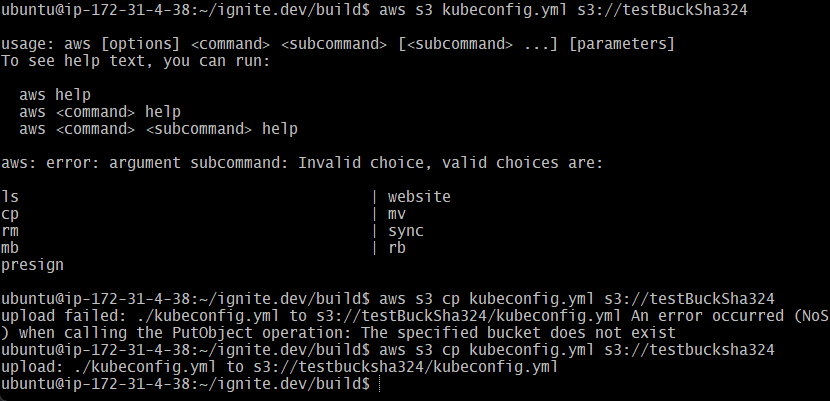 ubuntu@ip-172-31-4-38:~/ignite.dev/build$ aws s3 kubeconfig.yml s3://testBuckSha324
usage: aws [options] <command> <subcommand> [<subcommand> ...] [parameters]
To see help text, you can run:
aws help
aws <command> help
aws <command> <subcommand> help
aws: error: argument subcommand: Invalid choice, valid choices are:
ls | website
cp | mv
rm | sync
mb | rb
presign
ubuntu@ip-172-31-4-38:~/ignite.dev/build$ aws s3 cp kubeconfig.yml s3://testBuckSha324
upload failed: ./kubeconfig.yml to s3://testBuckSha324/kubeconfig.yml An error occurred (NoS
) when calling the PutObject operation: The specified bucket does not exist
ubuntu@ip-172-31-4-38:~/ignite.dev/build$ aws s3 cp kubeconfig.yml s3://testbucksha324
upload: ./kubeconfig.yml to s3://testbucksha324/kubeconfig.yml
ubuntu@ip-172-31-4-38:~/ignite.dev/build$